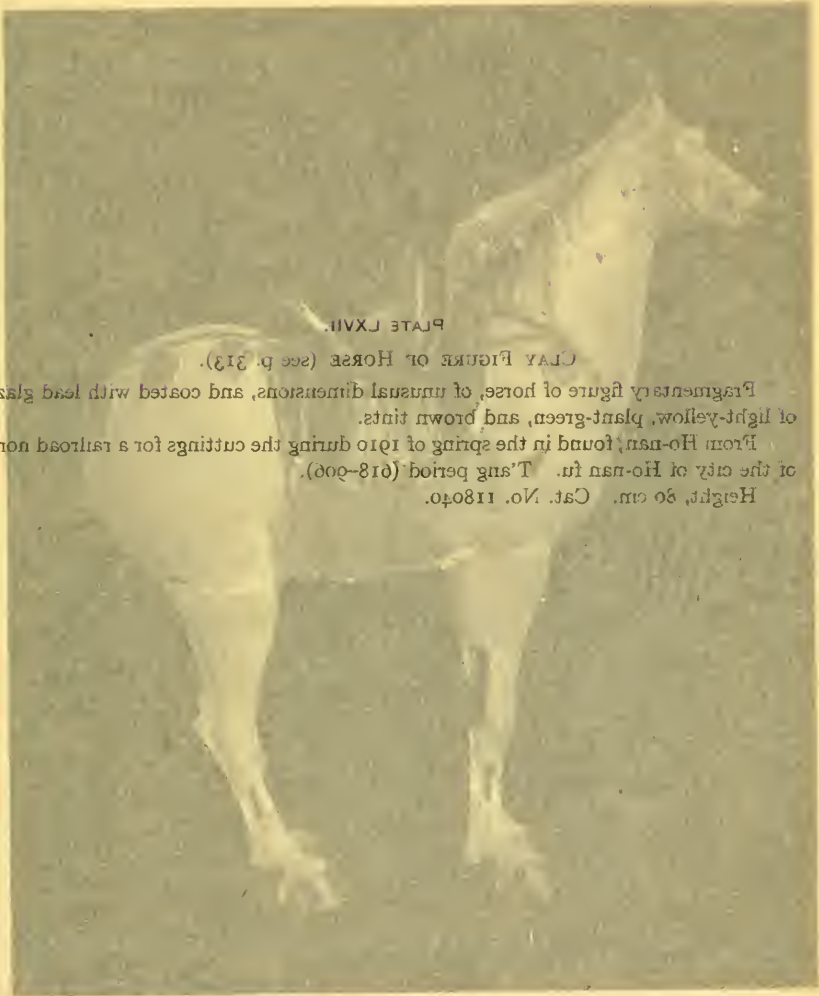 PLATE LXVII.
CLAY FIGURE OF HORSE (see p. 313).
Fragmentary figure of horse, of unusual dimensions, and coated with lead
of light-yellow, plant-green, and brown tints.
From Ho-nan; found in the spring of 1910 during the cuttings for a railroad
of the city of Ho-nan fu. T'ang period (618-906).
Height, 80 cm. Cat. No. 118040.